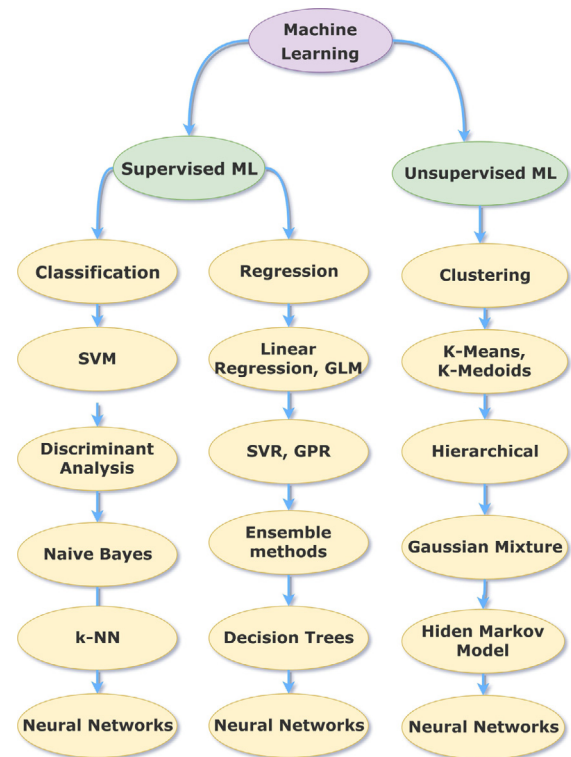 Machine
Learning
Supervised ML
Unsupervised ML
Classification
Regression
Clustering
SVM
Linear
Regression, GLM
K-Means,
K-Medoids
Discriminant
Analysis
SVR, GPR
Hierarchical
Naive Bayes
Ensemble
methods
Gaussian Mixture
k-NN
Decision Trees
Hiden Markov
Model
Neural Networks
Neural Networks
Neural Networks